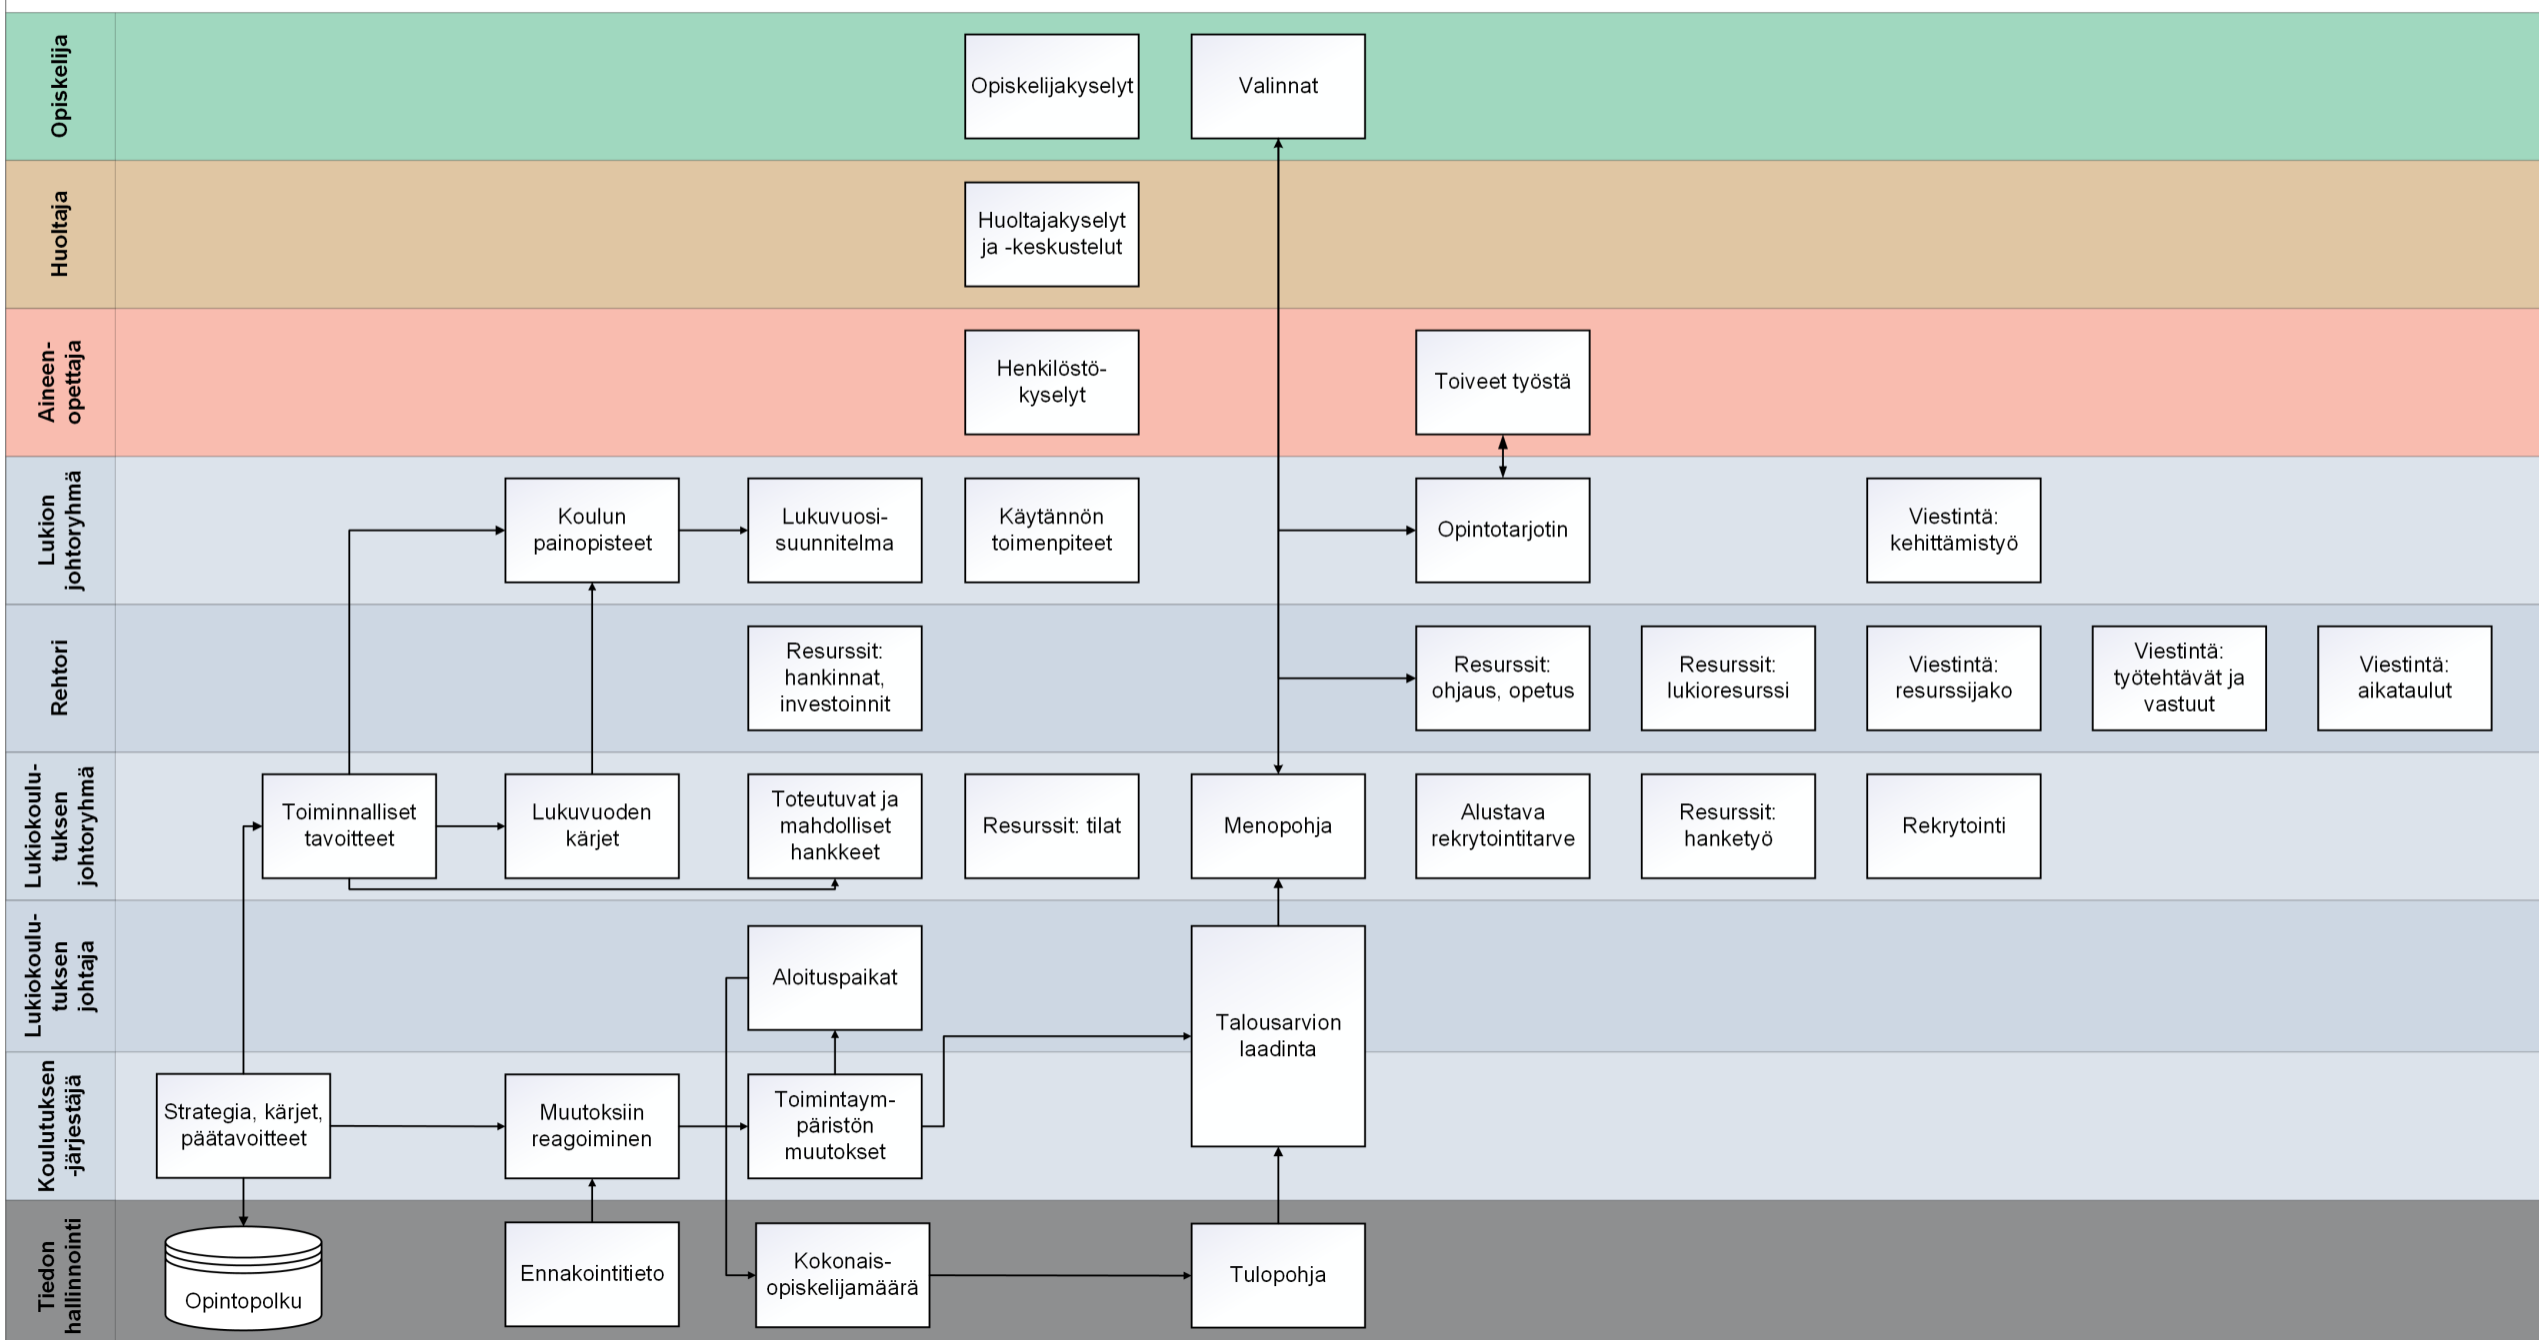 Opiskelija
Opiskelijakyselyt
Valinnat
Huoltaja
Huoltajakyselyt
ja -keskustelut
Aineen-
opettaja
Henkilöstö-
kyselyt
Toiveet työstä
Lukion
johtoryhmä
Koulun
painopisteet
Lukuvuosi-
suunnitelma
Käytännön
toimenpiteet
Opintotarjotin
Viestintä:
kehittämistyö
Rehtori
Resurssit:
hankinnat,
investoinnit
Resurssit:
ohjaus, opetus
Resurssit:
lukioresurssi
Viestintä:
resurssijako
Viestintä:
työtehtävät ja
vastuut
Viestintä:
aikataulut
Lukiokoulu-
tuksen
johtoryhmä
Toiminnalliset
tavoitteet
Lukuvuoden
kärjet
Toteutuvat ja
mahdolliset
hankkeet
Resurssit: tilat
Menopohja
Alustava
rekrytointitarve
Resurssit:
hanketyö
Rekrytointi
Lukiokoulu-
tuksen
johtaja
Aloituspaikat
Talousarvion
laadinta
Koulutuksen
-järjestäjä
Strategia, kärjet,
päätavoitteet
Muutoksiin
reagoiminen
Toimintaym-
päristön
muutokset
Tiedon
hallinnointi
Opintopolku
Ennakointitieto
Kokonais-
opiskelijamäärä
Tulopohja